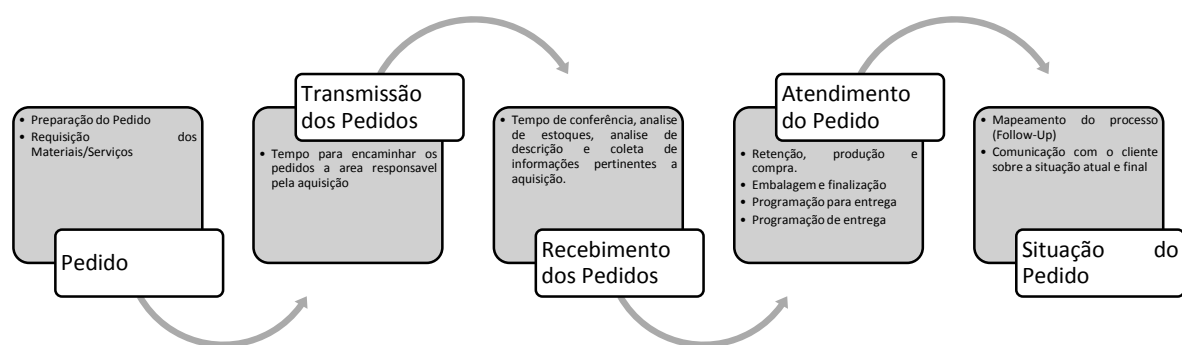 • Preparação do Pedido
• Requisição dos
Materiais/Serviços
Pedido
Transmissão
dos Pedidos
• Tempo para encaminhar os
pedidos a area responsavel
pela aquisição
• Tempo de conferência, analise
de estoques, analise de
descrição e coleta de
informações pertinentes a
aquisição.
Recebimento
dos Pedidos
Atendimento
do Pedido
• Retenção, produção e
compra.
• Embalagem e finalização
• Programação para entrega
• Programação de entrega
• Mapeamento do processo
(Follow-Up)
• Comunicação com o cliente
sobre a situação atual e final
Situação do
Pedido